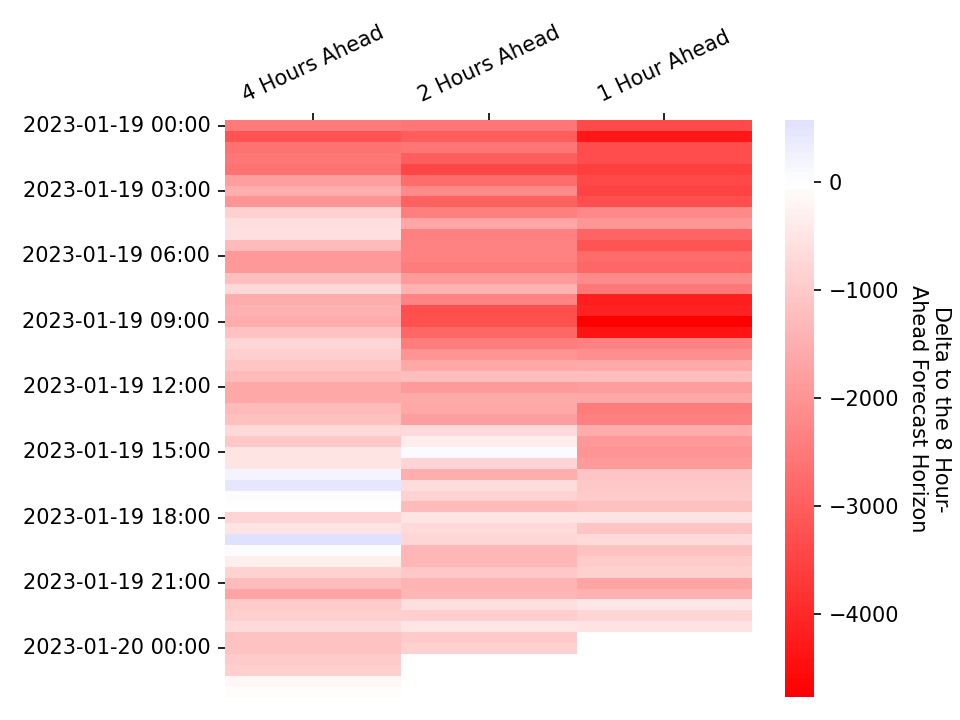 4 Hours Ahead
2 Hours Ahead
1 Hour Ahead
2023-01-19 00:00
2023-01-19 03:00
2023-01-19 06:00
2023-01-19 09:00
2023-01-19 12:00
2023-01-19 15:00
2023-01-19 18:00
2023-01-19 21:00
2023-01-20 00:00
0
−1000
−2000
−3000
−4000
Delta to the 8 Hour-
Ahead Forecast Horizon